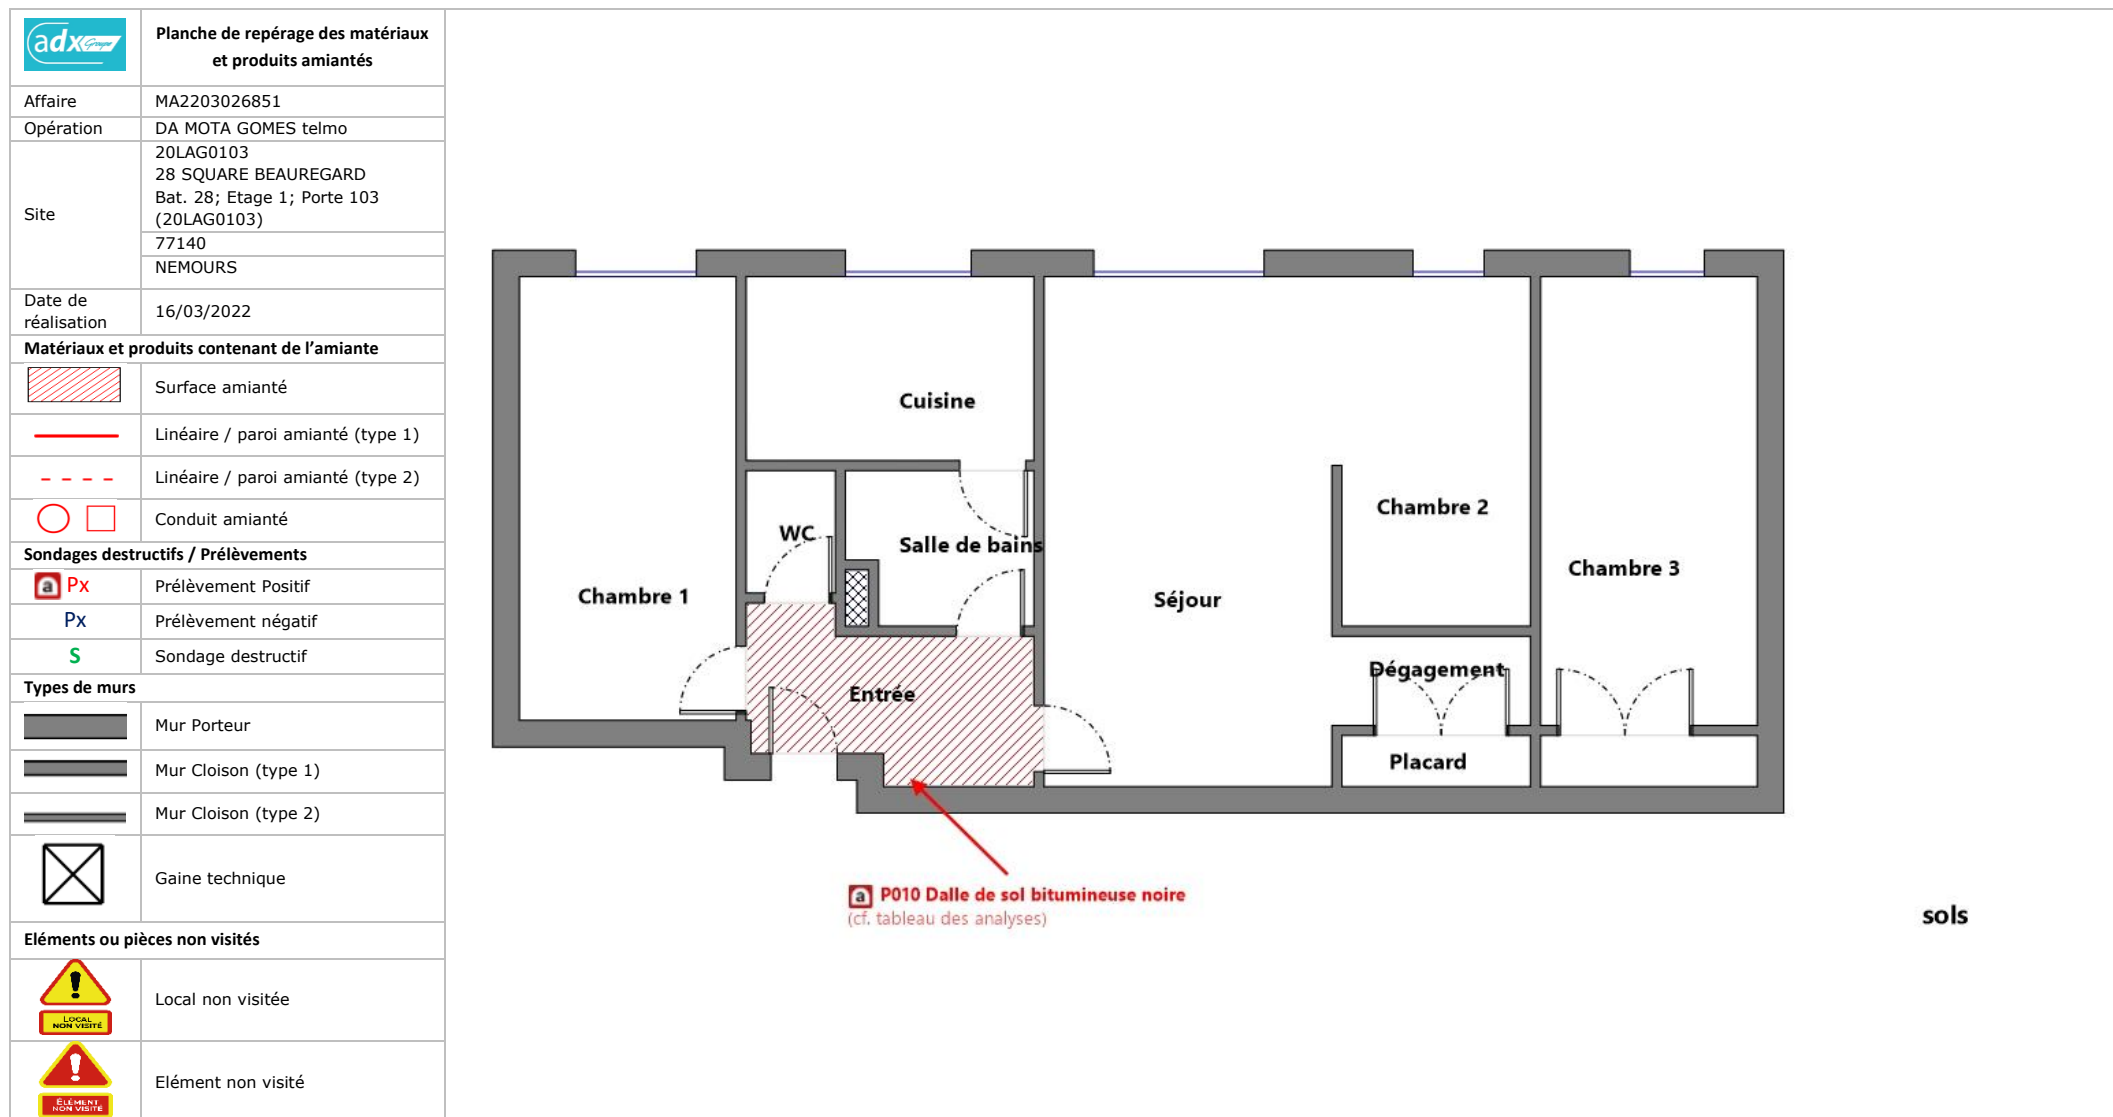 adx Groupe
Planche de repérage des matériaux
et produits amiantés
Affaire
MA2203026851
Opération
DA MOTA GOMES telmo
Site
20LAG0103
28 SQUARE BEAUREGARD
Bat. 28; Etage 1; Porte 103
(20LAG0103)
77140
NEMOURS
Date de
réalisation
16/03/2022
Matériaux et produits contenant de l’amiante
Surface amianté
Linéaire / paroi amianté (type 1)
Linéaire / paroi amianté (type 2)
Conduit amianté
Sondages destructifs / Prélèvements
a Px
Prélèvement Positif
Px
Prélèvement négatif
S
Sondage destructif
Types de murs
Mur Porteur
Mur Cloison (type 1)
Mur Cloison (type 2)
Gaine technique
Eléments ou pièces non visités
LOCAL
NON VISITÉ
Local non visitée
ÉLÉMENT
NON VISITÉ
Elément non visité
Cuisine
WC
Salle de bains
Chambre 1
Entrée
Séjour
Chambre 2
Chambre 3
Dégagement
Placard
a P010 Dalle de sol bitumineuse noire
(cf. tableau des analyses)
sols